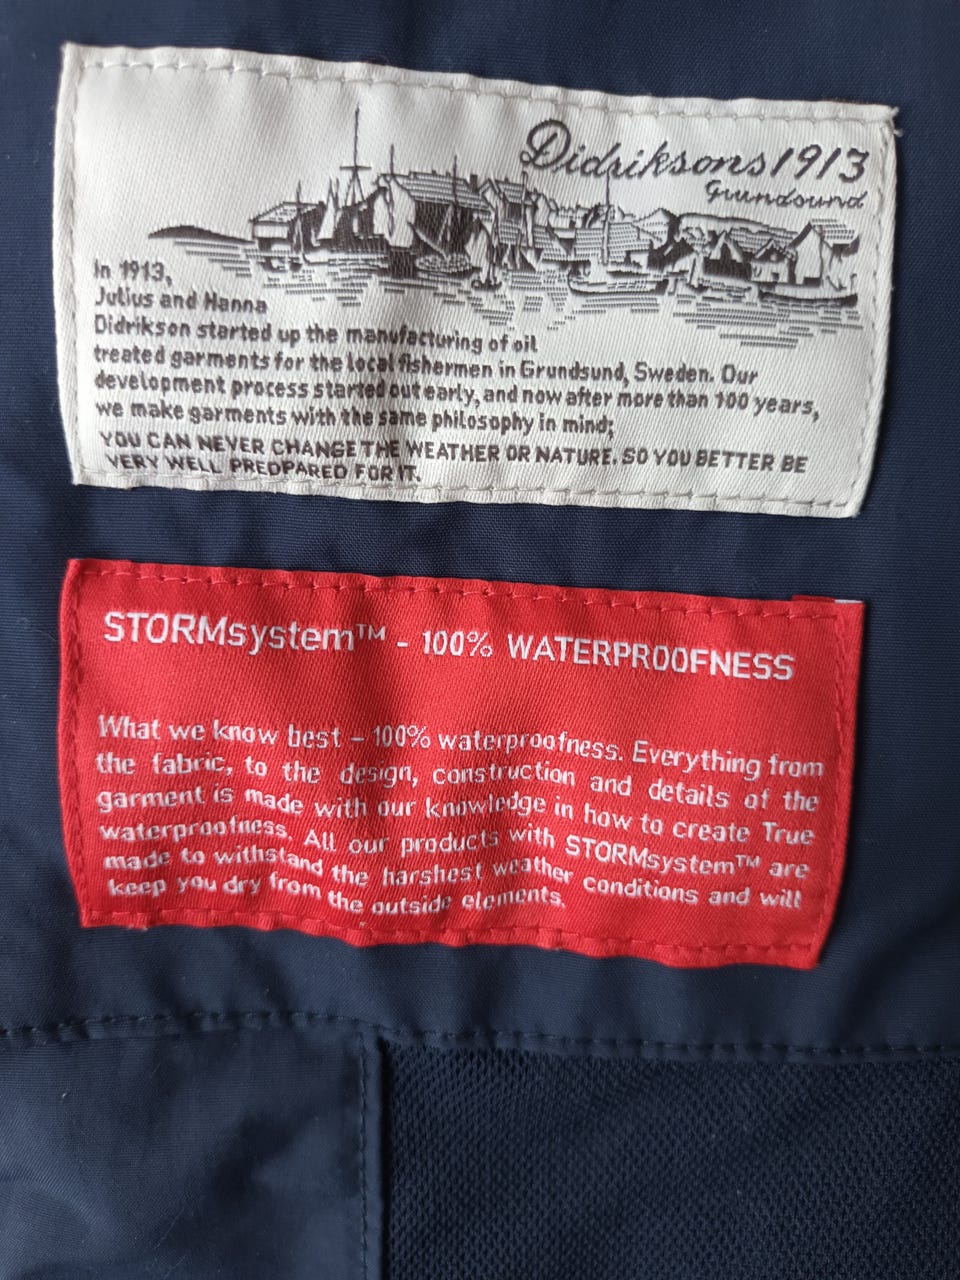 Didriksons1913
Grundsund
In 1913,
Julius and Hanna
Didrikson started up the manufacturing of oil
treated garments for the local fishermen in Grundsund, Sweden. Our
development process started out early, and now after more than 100 years,
we make garments with the same philosophy in mind;
YOU CAN NEVER CHANGE THE WEATHER OR NATURE. SO YOU BETTER BE
VERY WELL PREDPARED FOR IT.
STORMsystem™ - 100% WATERPROOFNESS
What we know best - 100% waterproofness. Everything from
the fabric, to the design, construction and details of the
garment is made with our knowledge in how to create True
waterproofness. All our products with STORMsystem™ are
made to withstand the harshest weather conditions and will
keep you dry from the outside elements.